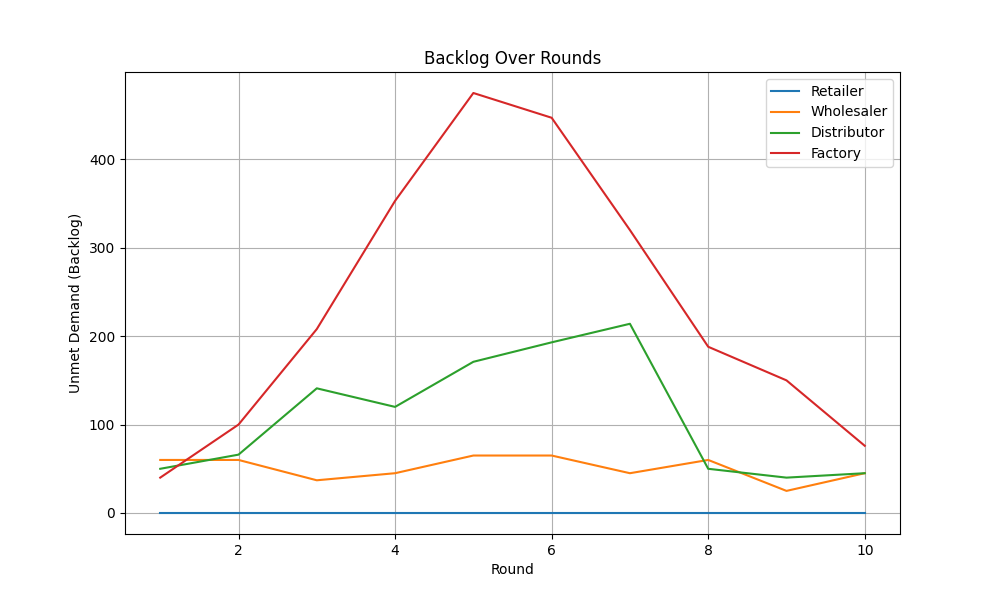 Backlog Over Rounds
Retailer
Wholesaler
Distributor
Factory
Unmet Demand (Backlog)
400
300
200
100
0
2
4
6
8
10
Round